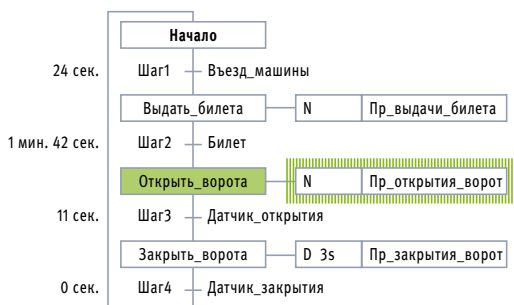 Начало
24 сек. Шаг1 Въезд_машины
Выдать_билета N Пр_выдачи_билета
1 мин. 42 сек. Шаг2 Билет
Открыть_ворота N Пр_открытия_ворот
11 сек. Шаг3 Датчик_открытия
Закрыть_ворота D 3s Пр_закрытия_ворот
0 сек. Шаг4 Датчик_закрытия